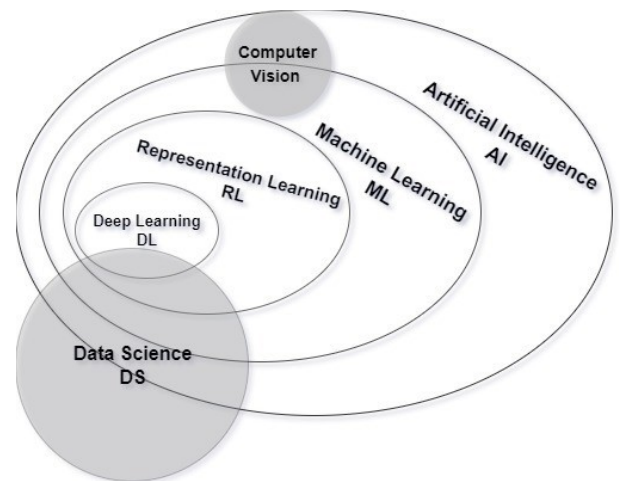 Computer
Vision
Artificial Intelligence
AI
Machine Learning
ML
Representation Learning
RL
Deep Learning
DL
Data Science
DS